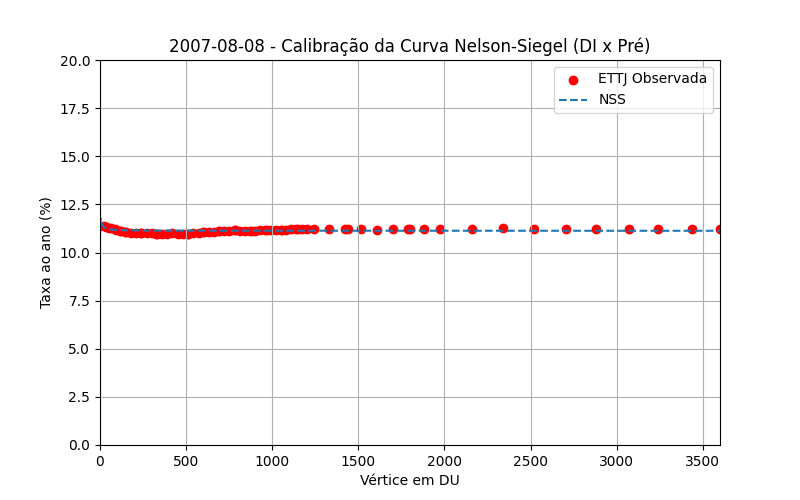 2007-08-08 - Calibração da Curva Nelson-Siegel (DI x Pré)
ETTJ Observada
NSS
Taxa ao ano (%)
20.0
17.5
15.0
12.5
10.0
7.5
5.0
2.5
0.0
0 500 1000 1500 2000 2500 3000 3500
Vértice em DU